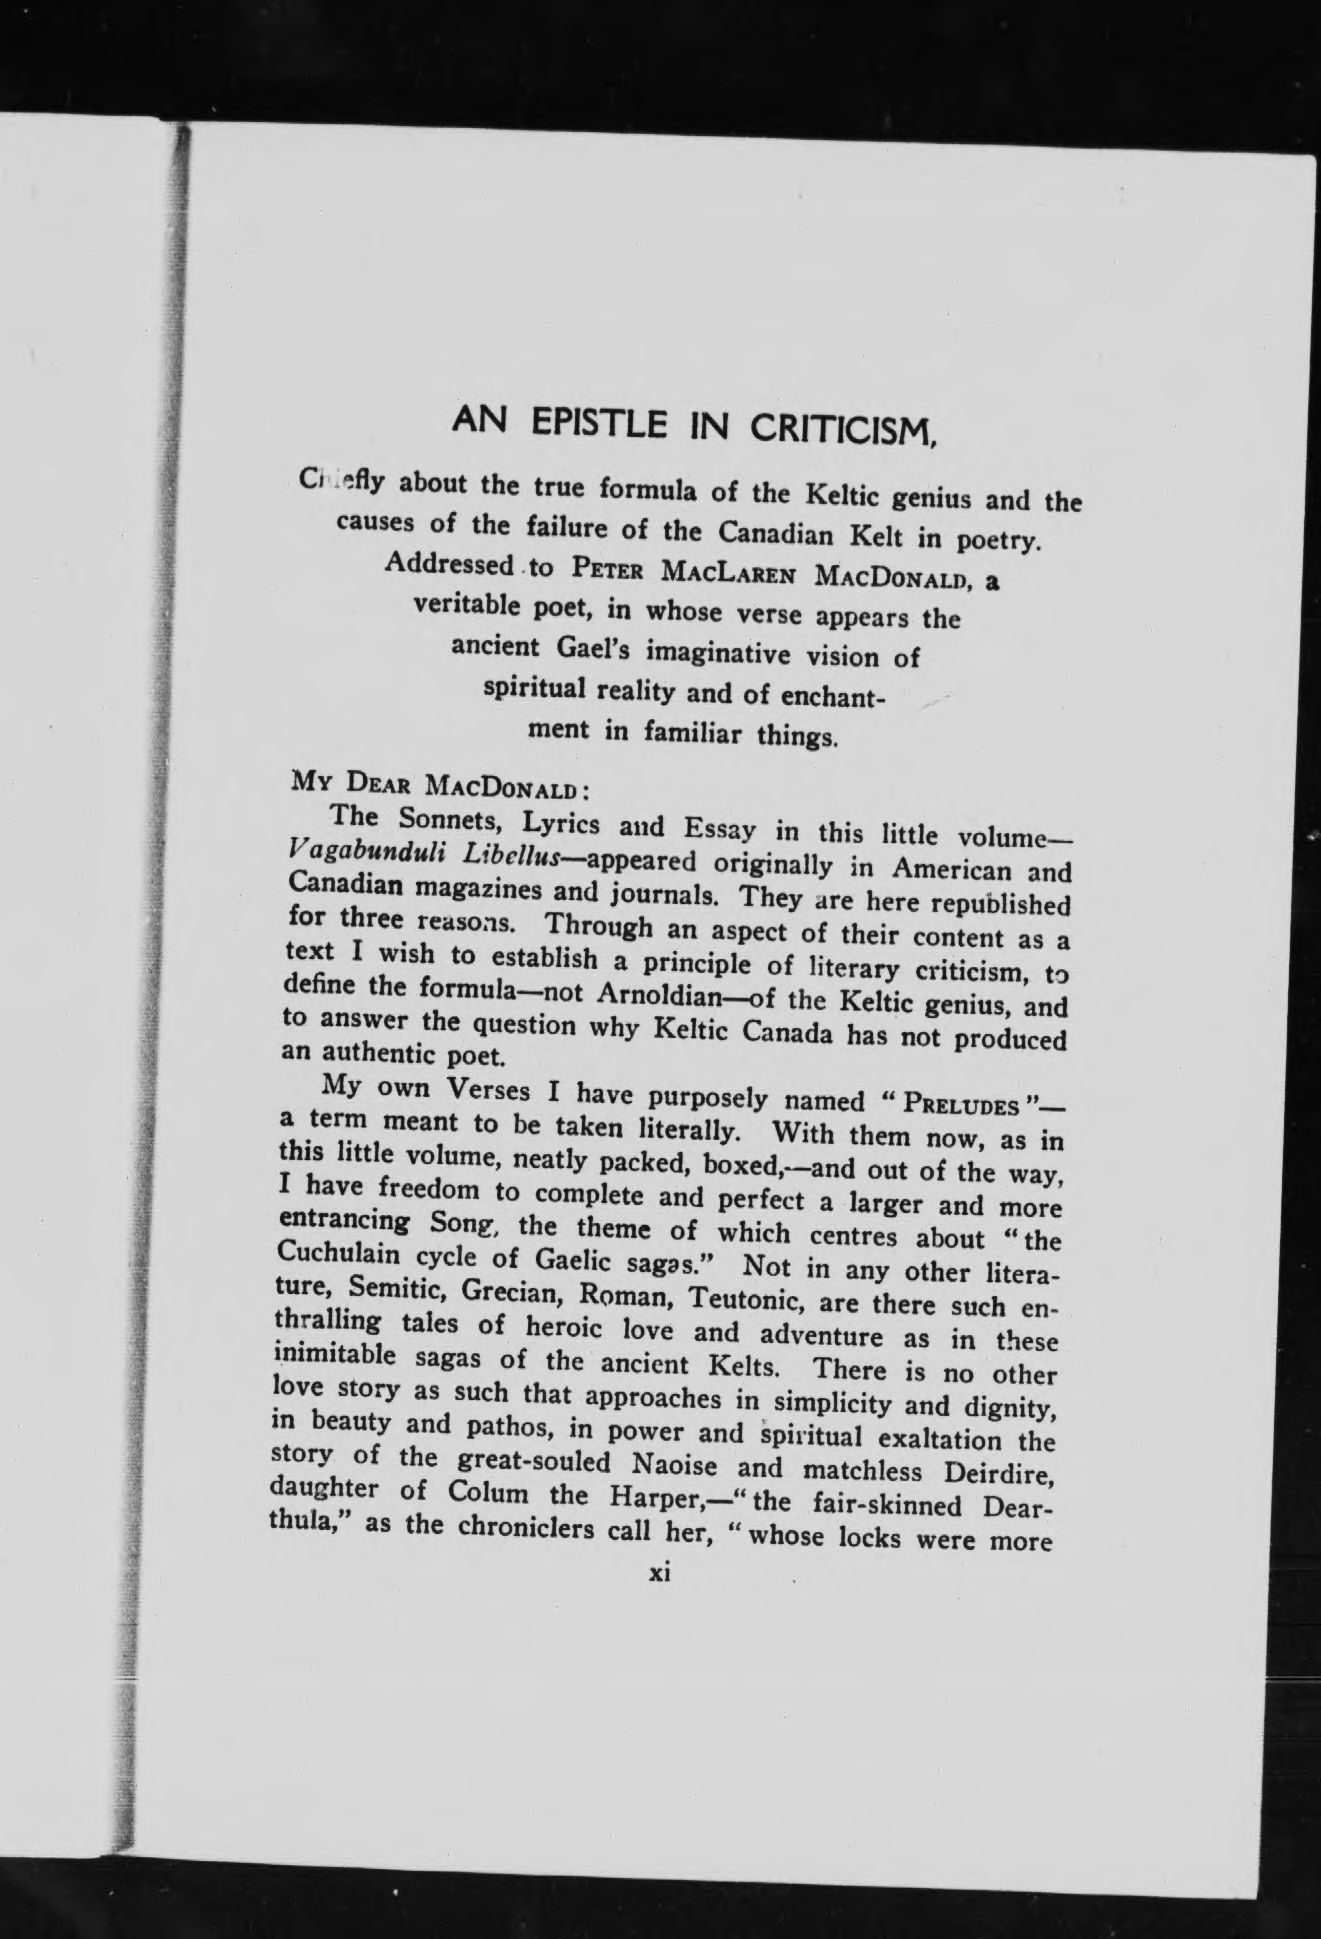 AN EPISTLE IN CRITICISM,
Chiefly about the true formula of the Keltic genius and the
causes of the failure of the Canadian Kelt in poetry.
Addressed to PETER MACLAREN MACDONALD, a
veritable poet, in whose verse appears the
ancient Gael's imaginative vision of
spiritual reality and of enchant-
ment in familiar things.
MY DEAR MACDONALD:
The Sonnets, Lyrics and Essay in this little volume—
Vagabunduli Libellus—appeared originally in American and
Canadian magazines and journals. They are here republished
for three reasons. Through an aspect of their content as a
text I wish to establish a principle of literary criticism, to
define the formula—not Arnoldian—of the Keltic genius, and
to answer the question why Keltic Canada has not produced
an authentic poet.
My own Verses I have purposely named “PRELUDES”—
a term meant to be taken literally. With them now, as in
this little volume, neatly packed, boxed,—and out of the way,
I have freedom to complete and perfect a larger and more
entrancing Song, the theme of which centres about “the
Cuchulain cycle of Gaelic sagas.” Not in any other litera-
ture, Semitic, Grecian, Roman, Teutonic, are there such en-
thralling tales of heroic love and adventure as in these
inimitable sagas of the ancient Kelts. There is no other
love story as such that approaches in simplicity and dignity,
in beauty and pathos, in power and spiritual exaltation the
story of the great-souled Naoise and matchless Deirdire,
daughter of Colum the Harper,—“the fair-skinned Dear-
thula,” as the chroniclers call her, “whose locks were more
xi